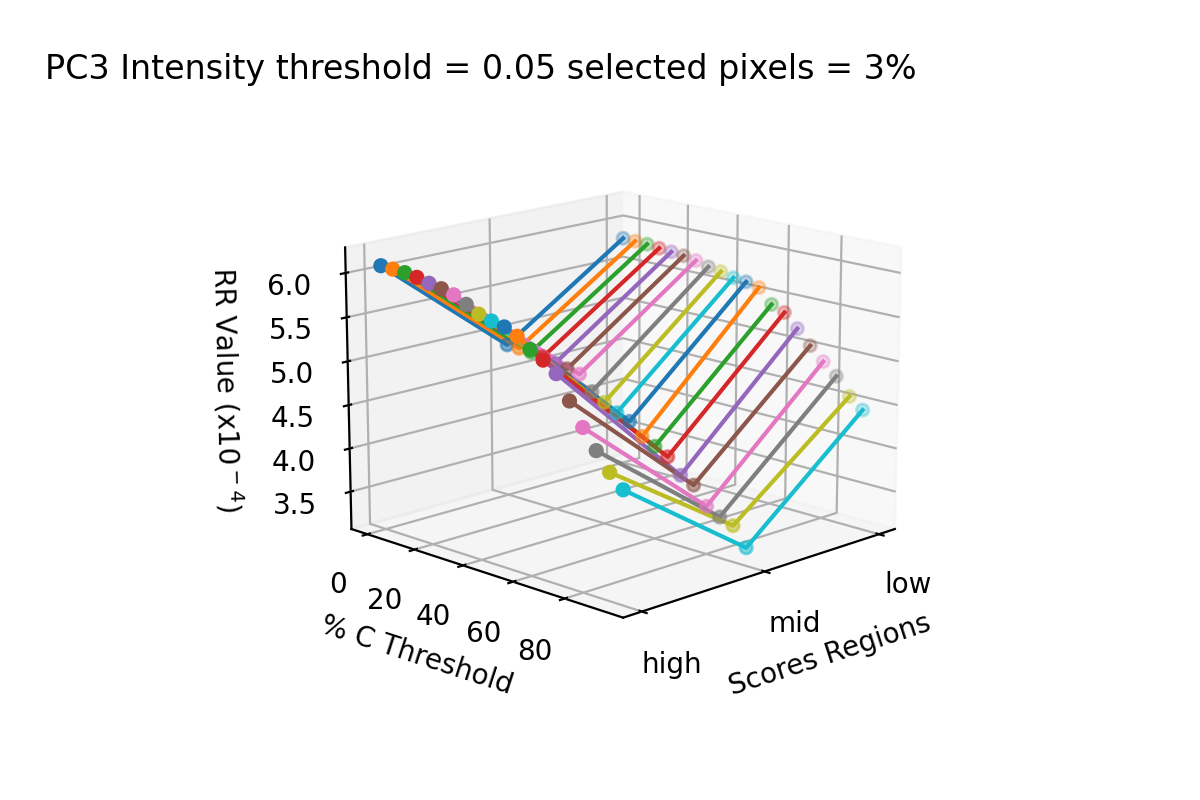 PC3 Intensity threshold = 0.05 selected pixels = 3%
6.0
5.5
5.0
4.5
4.0
3.5
RR Value (x10⁻⁴)
0
20
40
60
80
% C Threshold
high
mid
low
Scores Regions